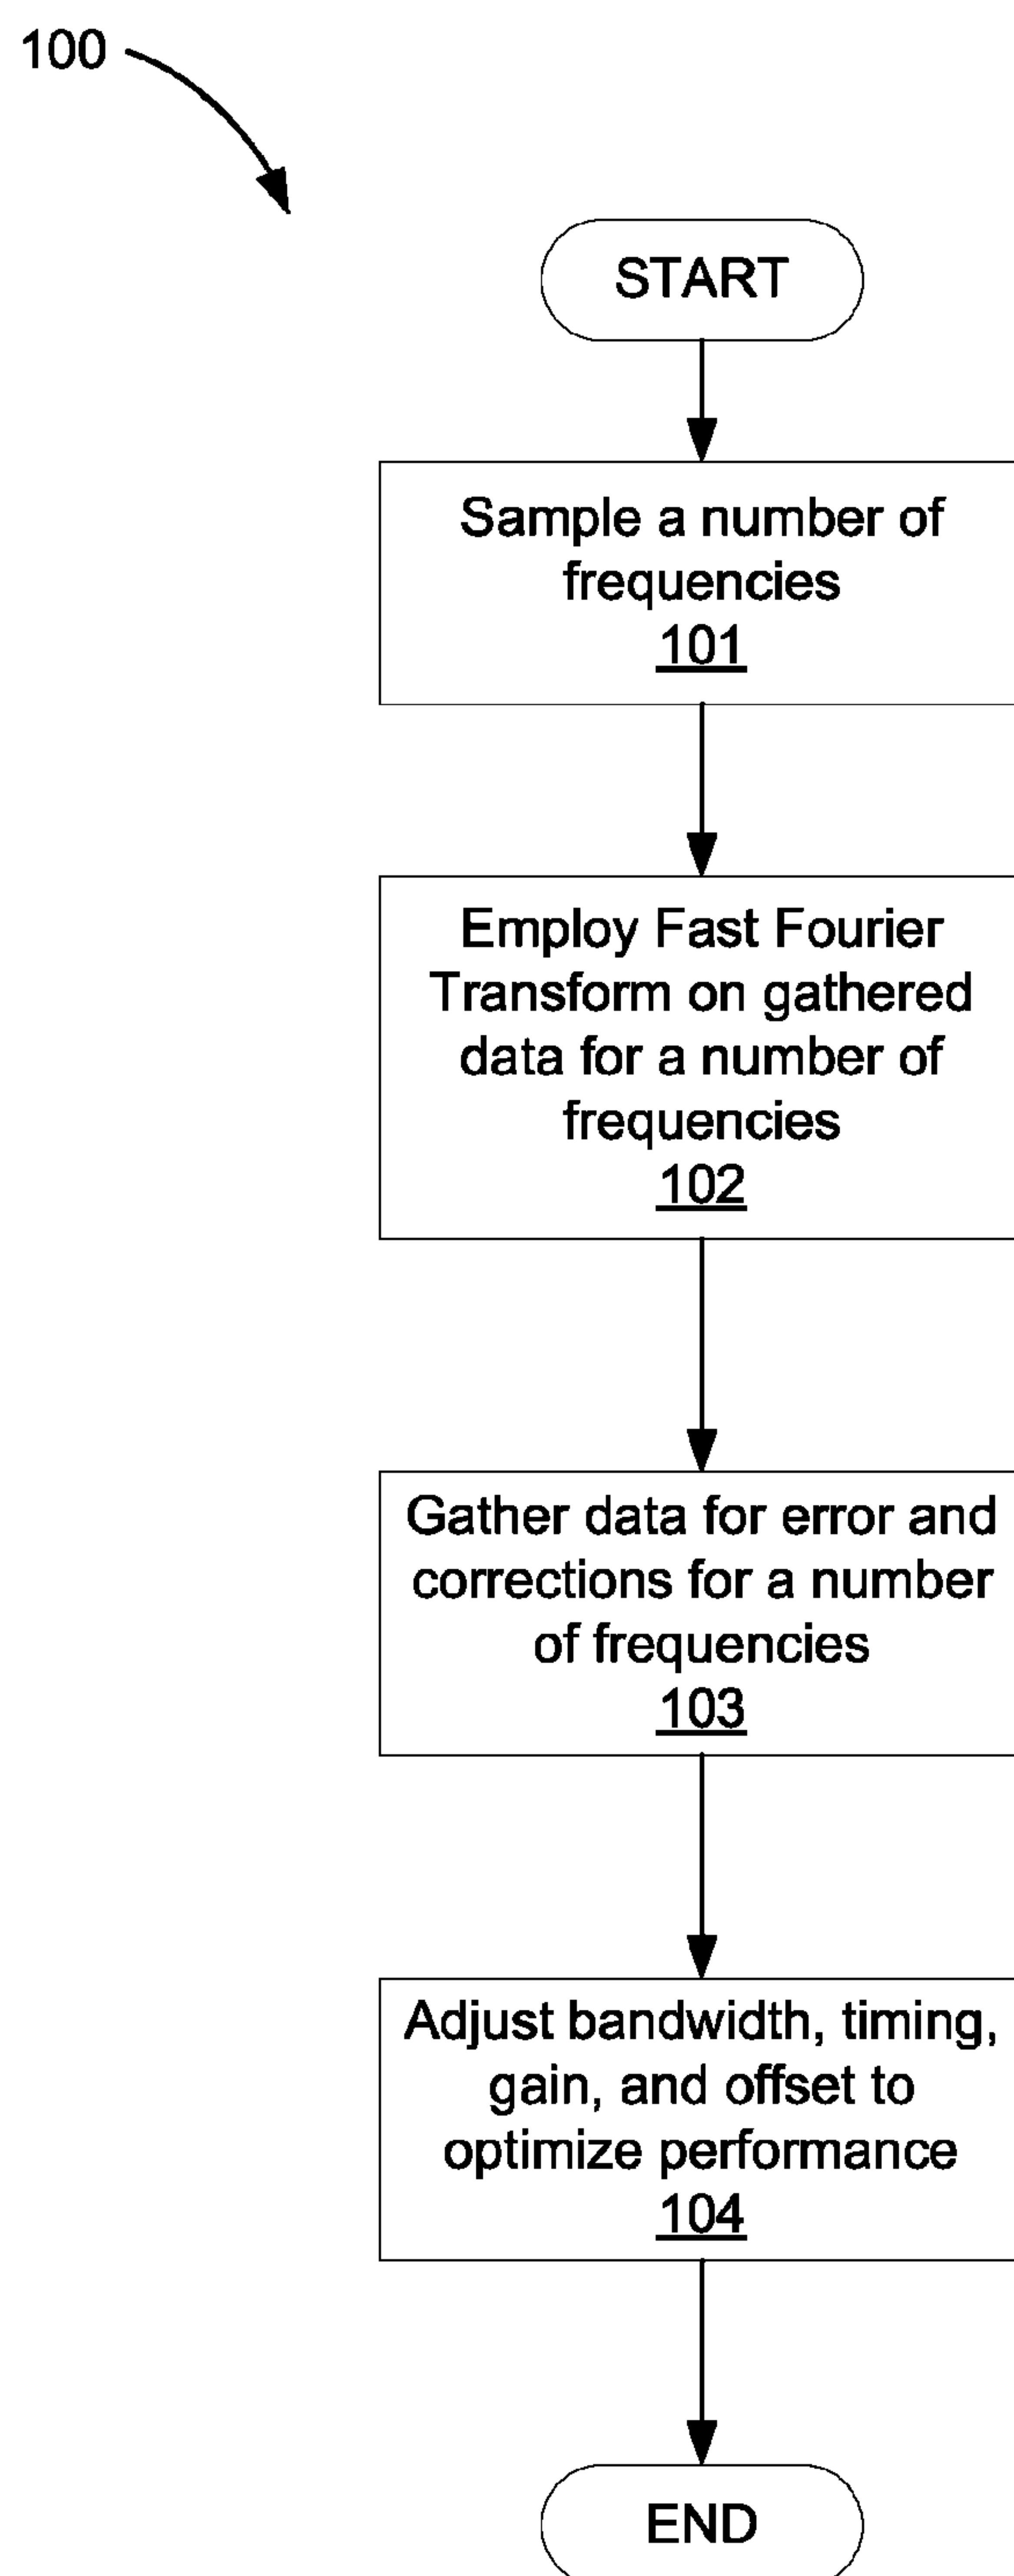 100
START
Sample a number of
frequencies
101
Employ Fast Fourier
Transform on gathered
data for a number of
frequencies
102
Gather data for error and
corrections for a number
of frequencies
103
Adjust bandwidth, timing,
gain, and offset to
optimize performance
104
END